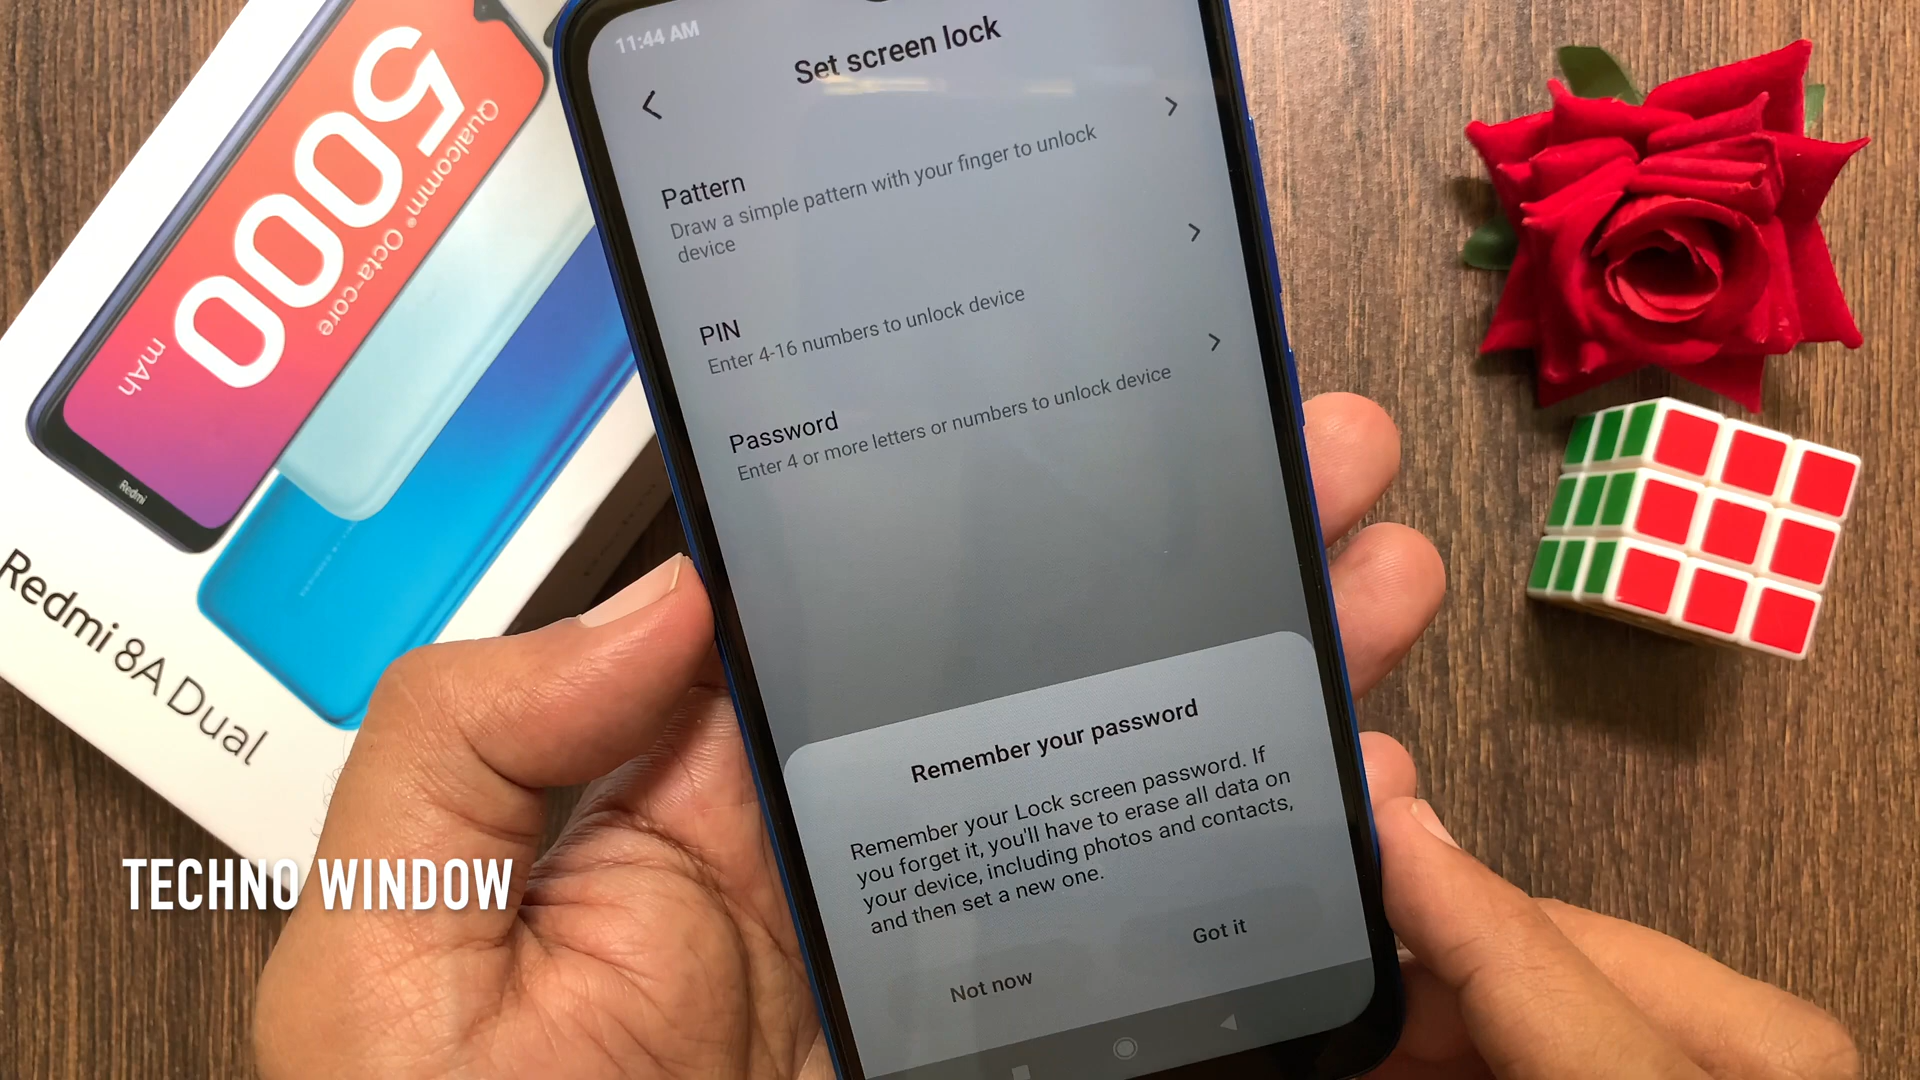 11:44 AM
Set screen lock
Pattern
Draw a simple pattern with your finger to unlock
device
PIN
Enter 4-16 numbers to unlock device
Password
Enter 4 or more letters or numbers to unlock device
Remember your password
Remember your Lock screen password. If
you forget it, you'll have to erase all data on
your device, including photos and contacts,
and then set a new one.
Not now
Got it
5000
mAh
Qualcomm® Octa-core
Redmi
Redmi 8A Dual
TECHNO WINDOW